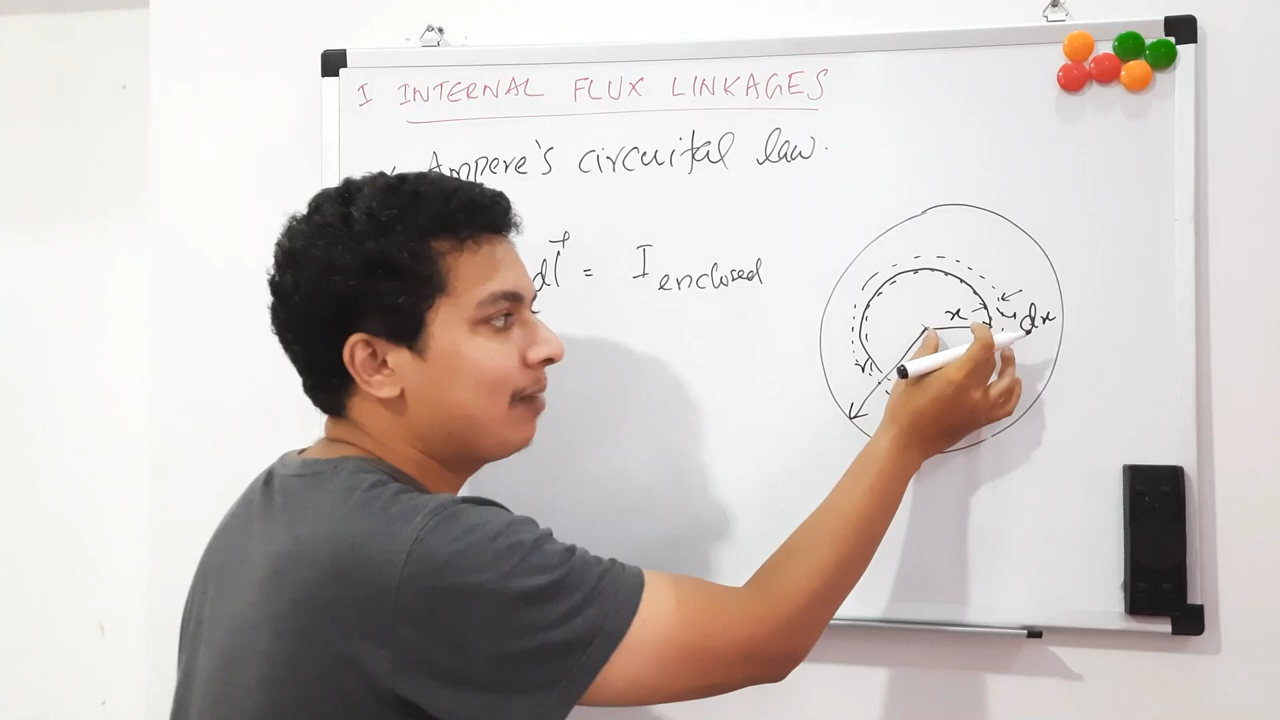 I INTERNAL FLUX LINKAGES
Ampere's circuital law.
dl = I enclosed
x
dx
r